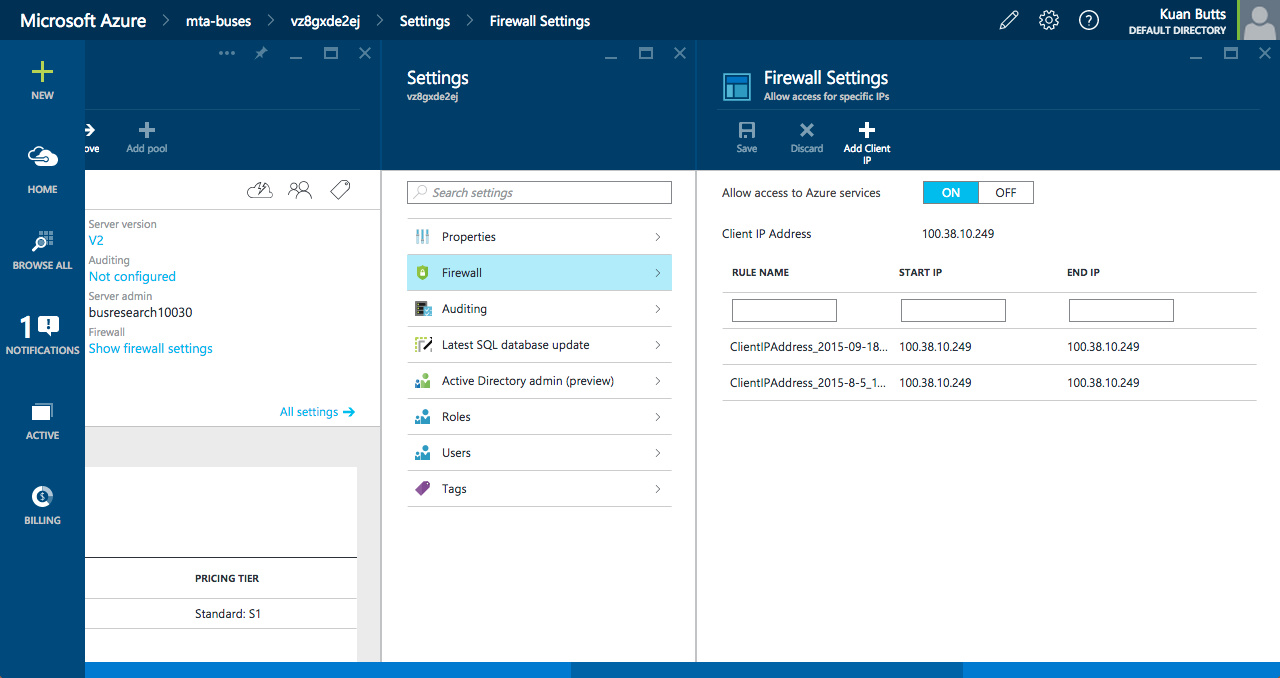 Microsoft Azure > mta-buses > vz8gxde2ej > Settings > Firewall Settings
Kuan Butts
DEFAULT DIRECTORY
NEW
HOME
BROWSE ALL
1
NOTIFICATIONS
ACTIVE
BILLING
ove
Add pool
Server version
V2
Auditing
Not configured
Server admin
busresearch10030
Firewall
Show firewall settings
All settings →
PRICING TIER
Standard: S1
Settings
vz8gxde2ej
Search settings
Properties
Firewall
Auditing
Latest SQL database update
Active Directory admin (preview)
Roles
Users
Tags
Firewall Settings
Allow access for specific IPs
Save
Discard
Add Client
IP
Allow access to Azure services ON OFF
Client IP Address 100.38.10.249
RULE NAME START IP END IP
ClientIPAddress_2015-09-18... 100.38.10.249 100.38.10.249
ClientIPAddress_2015-8-5_1... 100.38.10.249 100.38.10.249